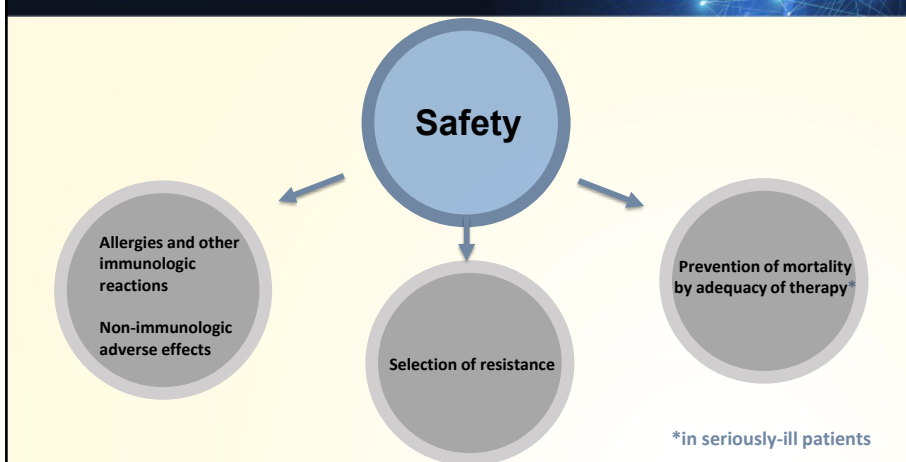 Safety
Allergies and other
immunologic
reactions
Non-immunologic
adverse effects
Selection of resistance
Prevention of mortality
by adequacy of therapy*
*in seriously-ill patients